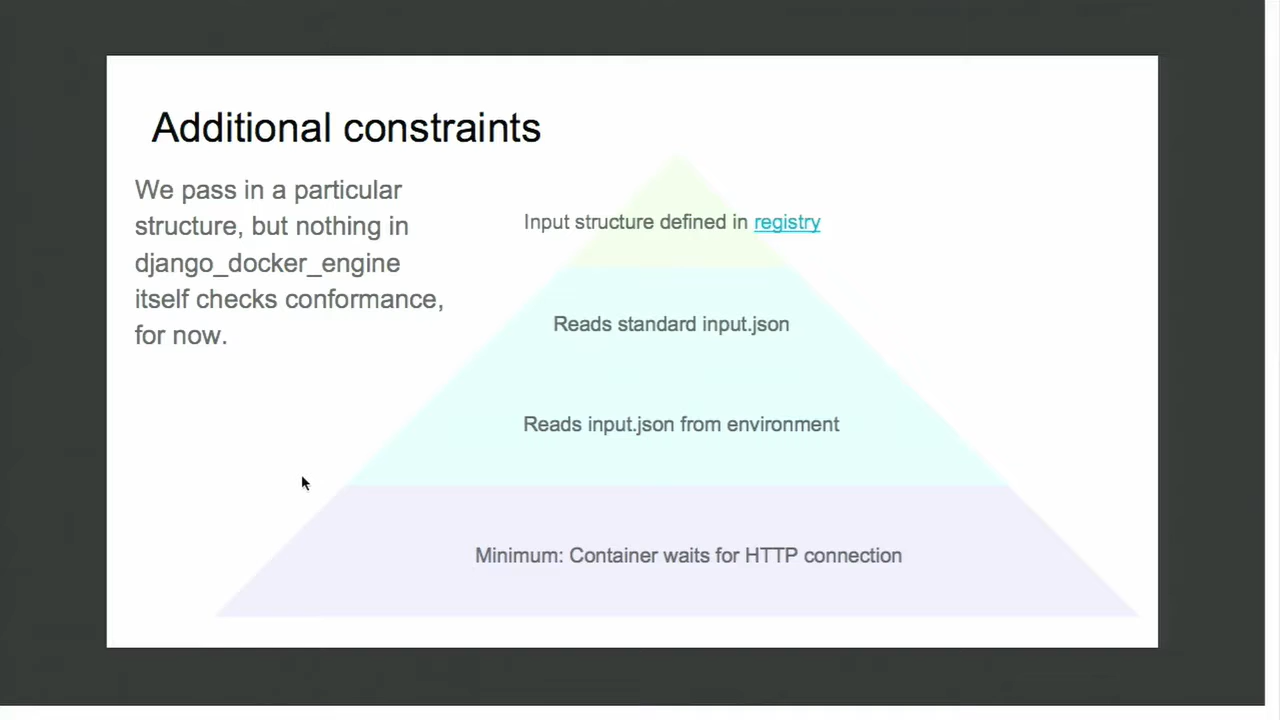 Additional constraints
We pass in a particular
structure, but nothing in
django_docker_engine
itself checks conformance,
for now.
Input structure defined in registry
Reads standard input.json
Reads input.json from environment
Minimum: Container waits for HTTP connection